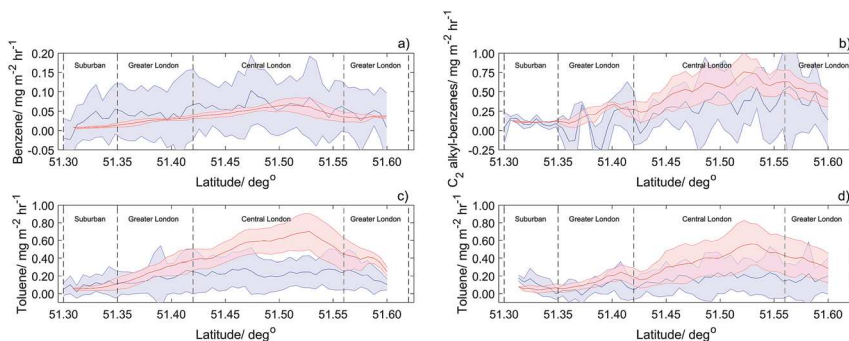 a)
Suburban Greater London Central London Greater London
Benzene/ mg m-2 hr-1
0.20
0.15
0.10
0.05
0.00
-0.05
51.30 51.35 51.40 51.45 51.50 51.55 51.60
Latitude/ deg°
b)
Suburban Greater London Central London Greater London
C2 alkyl-benzenes/ mg m-2 hr-1
1.00
0.75
0.50
0.25
0.00
-0.25
51.30 51.35 51.40 51.45 51.50 51.55 51.60
Latitude/ deg°
c)
Suburban Greater London Central London Greater London
Toluene/ mg m-2 hr-1
1.00
0.80
0.60
0.40
0.20
0.00
51.30 51.35 51.40 51.45 51.50 51.55 51.60
Latitude/ deg°
d)
Suburban Greater London Central London Greater London
Toluene/ mg m-2 hr-1
1.00
0.80
0.60
0.40
0.20
0.00
51.30 51.35 51.40 51.45 51.50 51.55 51.60
Latitude/ deg°